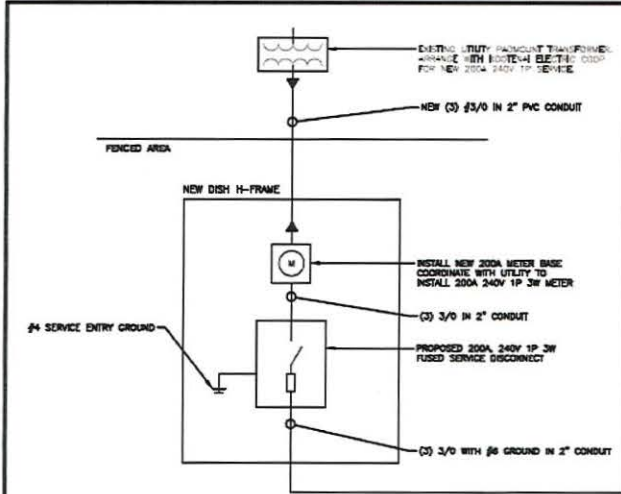 EXISTING UTILITY PADMOUNT TRANSFORMER.
ARRANGE WITH KOOTENAI ELECTRIC COOP
FOR NEW 200A 240V 1P SERVICE.
NEW (3) #3/0 IN 2" PVC CONDUIT
FENCED AREA
NEW DISH H-FRAME
M
INSTALL NEW 200A METER BASE
COORDINATE WITH UTILITY TO
INSTALL 200A 240V 1P 3W METER
(3) 3/0 IN 2" CONDUIT
#4 SERVICE ENTRY GROUND
PROPOSED 200A, 240V 1P 3W
FUSED SERVICE DISCONNECT
(3) 3/0 WITH #6 GROUND IN 2" CONDUIT